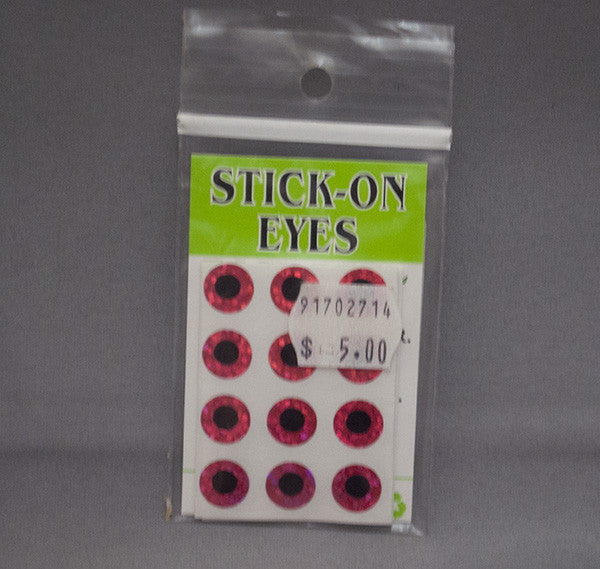 STICK-ON
EYES
91702714
$ 5.00